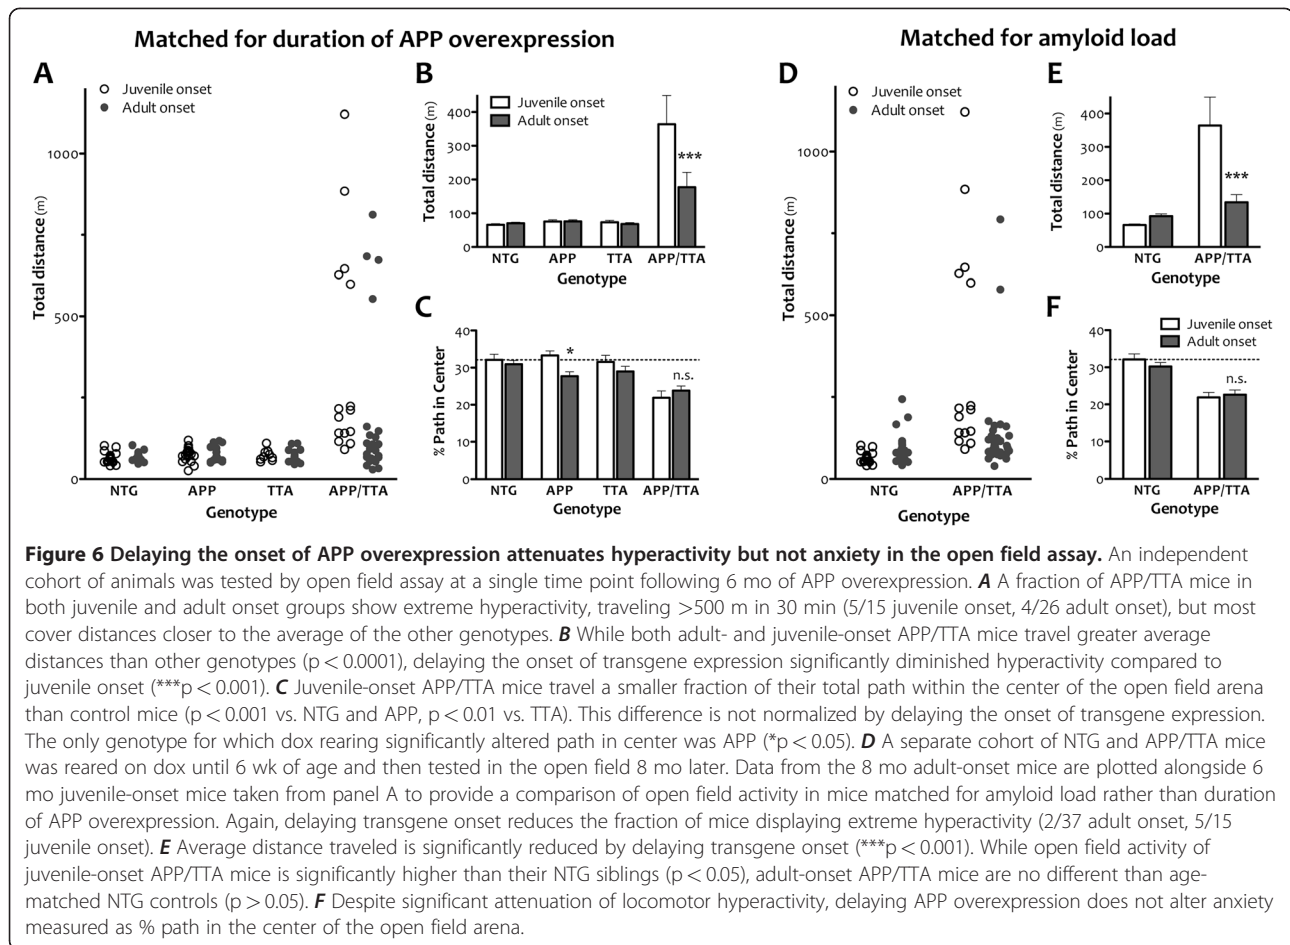 Matched for duration of APP overexpression
Matched for amyloid load
A
Juvenile onset
Adult onset
Total distance (m)
1000
500
0
NTG APP TTA APP/TTA
Genotype
B
Juvenile onset
Adult onset
Total distance (m)
400
300
200
100
0
***
NTG APP TTA APP/TTA
Genotype
C
% Path in Center
40
30
20
10
0
*
n.s.
NTG APP TTA APP/TTA
Genotype
D
Juvenile onset
Adult onset
Total distance (m)
1000
500
0
NTG APP/TTA
Genotype
E
Total distance (m)
400
300
200
100
0
***
NTG APP/TTA
Genotype
F
Juvenile onset
Adult onset
% Path in Center
40
30
20
10
0
n.s.
NTG APP/TTA
Genotype
Figure 6 Delaying the onset of APP overexpression attenuates hyperactivity but not anxiety in the open field assay. An independent
cohort of animals was tested by open field assay at a single time point following 6 mo of APP overexpression. A A fraction of APP/TTA mice in
both juvenile and adult onset groups show extreme hyperactivity, traveling >500 m in 30 min (5/15 juvenile onset, 4/26 adult onset), but most
cover distances closer to the average of the other genotypes. B While both adult- and juvenile-onset APP/TTA mice travel greater average
distances than other genotypes (p < 0.0001), delaying the onset of transgene expression significantly diminished hyperactivity compared to
juvenile onset (***p < 0.001). C Juvenile-onset APP/TTA mice travel a smaller fraction of their total path within the center of the open field arena
than control mice (p < 0.001 vs. NTG and APP, p < 0.01 vs. TTA). This difference is not normalized by delaying the onset of transgene expression.
The only genotype for which dox rearing significantly altered path in center was APP (*p < 0.05). D A separate cohort of NTG and APP/TTA mice
was reared on dox until 6 wk of age and then tested in the open field 8 mo later. Data from the 8 mo adult-onset mice are plotted alongside 6
mo juvenile-onset mice taken from panel A to provide a comparison of open field activity in mice matched for amyloid load rather than duration
of APP overexpression. Again, delaying transgene onset reduces the fraction of mice displaying extreme hyperactivity (2/37 adult onset, 5/15
juvenile onset). E Average distance traveled is significantly reduced by delaying transgene onset (***p < 0.001). While open field activity of
juvenile-onset APP/TTA mice is significantly higher than their NTG siblings (p < 0.05), adult-onset APP/TTA mice are no different than age-
matched NTG controls (p > 0.05). F Despite significant attenuation of locomotor hyperactivity, delaying APP overexpression does not alter anxiety
measured as % path in the center of the open field arena.